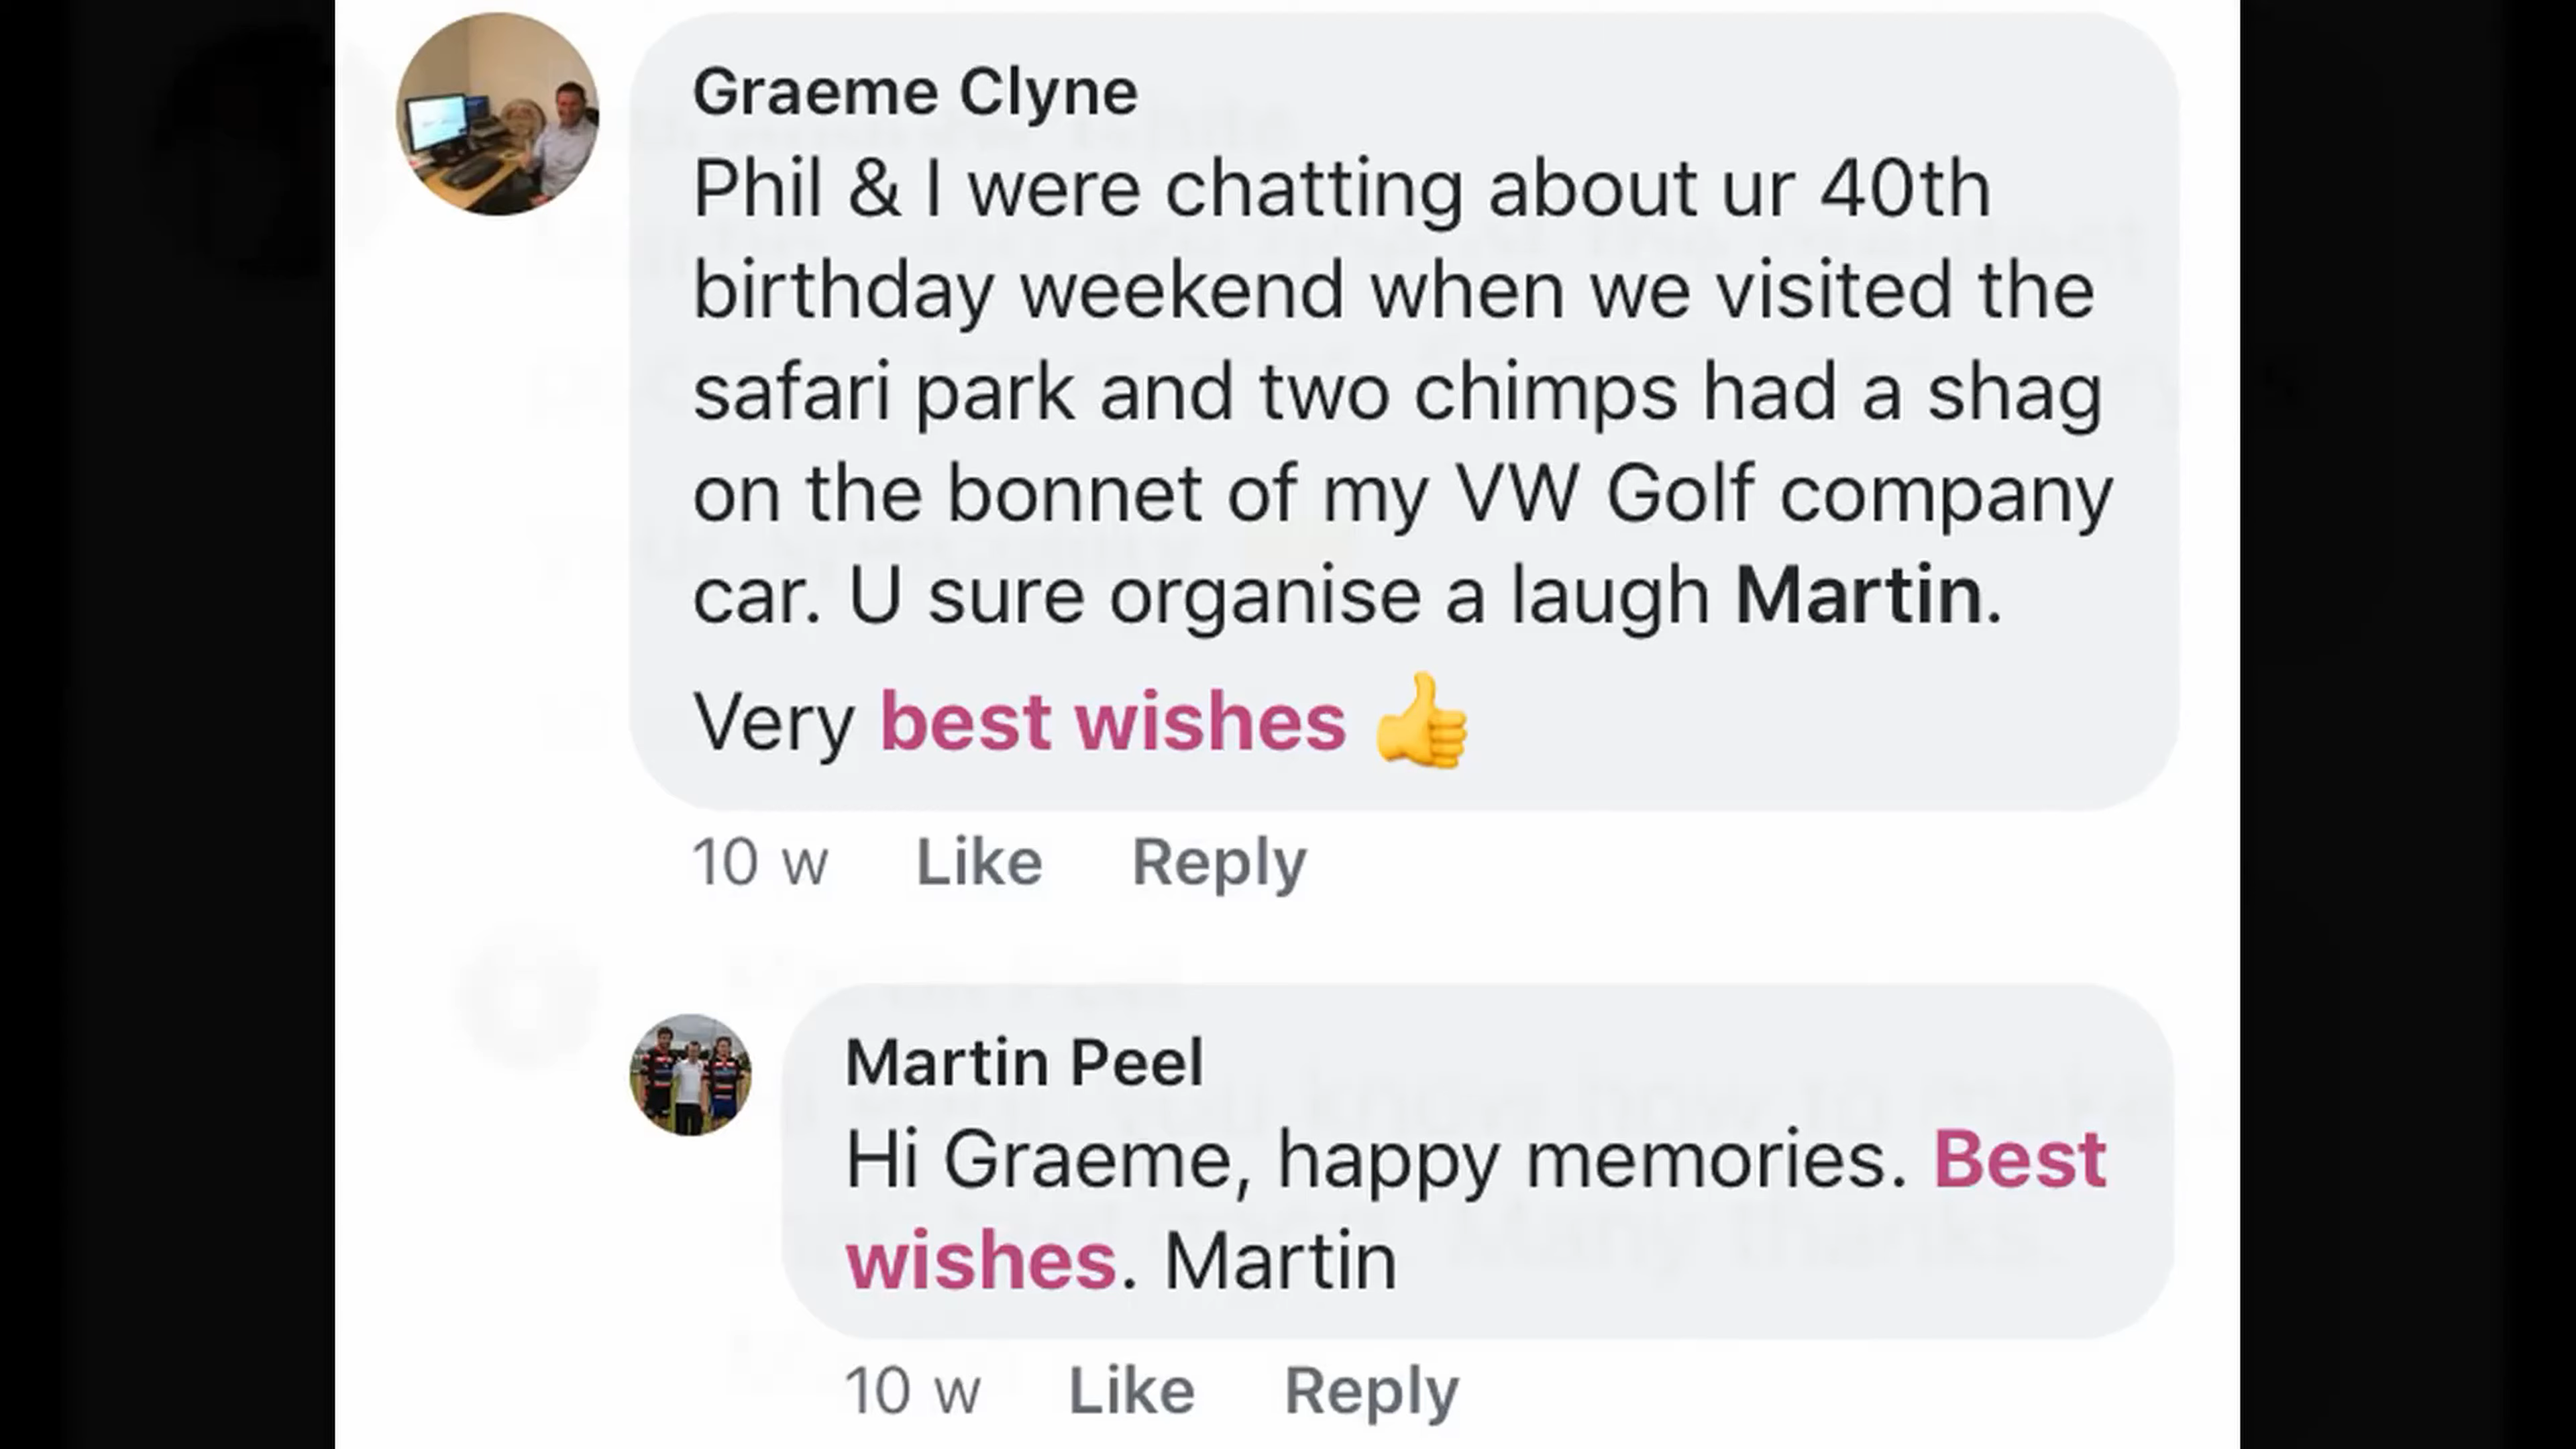 Graeme Clyne
Phil & I were chatting about ur 40th
birthday weekend when we visited the
safari park and two chimps had a shag
on the bonnet of my VW Golf company
car. U sure organise a laugh Martin.
Very best wishes 👍
10 w Like Reply
Martin Peel
Hi Graeme, happy memories. Best
wishes. Martin
10 w Like Reply